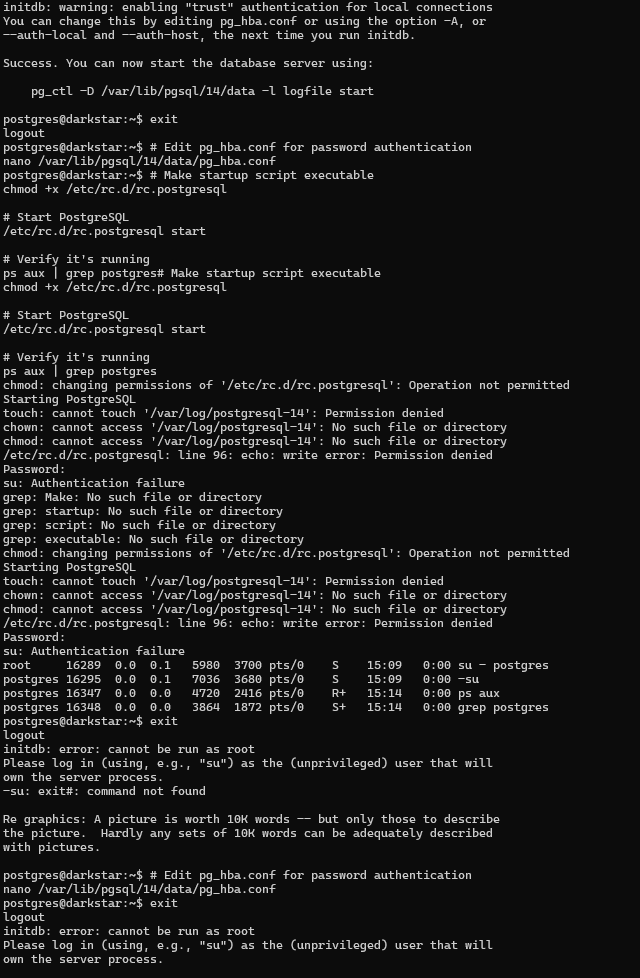 initdb: warning: enabling "trust" authentication for local connections
You can change this by editing pg_hba.conf or using the option -A, or
--auth-local and --auth-host, the next time you run initdb.

Success. You can now start the database server using:

    pg_ctl -D /var/lib/pgsql/14/data -l logfile start

postgres@darkstar:~$ exit
logout
postgres@darkstar:~$ # Edit pg_hba.conf for password authentication
nano /var/lib/pgsql/14/data/pg_hba.conf
postgres@darkstar:~$ # Make startup script executable
chmod +x /etc/rc.d/rc.postgresql

# Start PostgreSQL
/etc/rc.d/rc.postgresql start

# Verify it's running
ps aux | grep postgres# Make startup script executable
chmod +x /etc/rc.d/rc.postgresql

# Start PostgreSQL
/etc/rc.d/rc.postgresql start

# Verify it's running
ps aux | grep postgres
chmod: changing permissions of '/etc/rc.d/rc.postgresql': Operation not permitted
Starting PostgreSQL
touch: cannot touch '/var/log/postgresql-14': Permission denied
chown: cannot access '/var/log/postgresql-14': No such file or directory
chmod: cannot access '/var/log/postgresql-14': No such file or directory
/etc/rc.d/rc.postgresql: line 96: echo: write error: Permission denied
Password:
su: Authentication failure
grep: Make: No such file or directory
grep: startup: No such file or directory
grep: script: No such file or directory
grep: executable: No such file or directory
chmod: changing permissions of '/etc/rc.d/rc.postgresql': Operation not permitted
Starting PostgreSQL
touch: cannot touch '/var/log/postgresql-14': Permission denied
chown: cannot access '/var/log/postgresql-14': No such file or directory
chmod: cannot access '/var/log/postgresql-14': No such file or directory
/etc/rc.d/rc.postgresql: line 96: echo: write error: Permission denied
Password:
su: Authentication failure
root     16289  0.0  0.1   5980  3700 pts/0    S    15:09   0:00 su - postgres
postgres 16295  0.0  0.1   7036  3680 pts/0    S    15:09   0:00 -su
postgres 16347  0.0  0.0   4720  2416 pts/0    R+   15:14   0:00 ps aux
postgres 16348  0.0  0.0   3864  1872 pts/0    S+   15:14   0:00 grep postgres
postgres@darkstar:~$ exit
logout
initdb: error: cannot be run as root
Please log in (using, e.g., "su") as the (unprivileged) user that will
own the server process.
-su: exit#: command not found

Re graphics: A picture is worth 10K words -- but only those to describe
the picture.  Hardly any sets of 10K words can be adequately described
with pictures.

postgres@darkstar:~$ # Edit pg_hba.conf for password authentication
nano /var/lib/pgsql/14/data/pg_hba.conf
postgres@darkstar:~$ exit
logout
initdb: error: cannot be run as root
Please log in (using, e.g., "su") as the (unprivileged) user that will
own the server process.